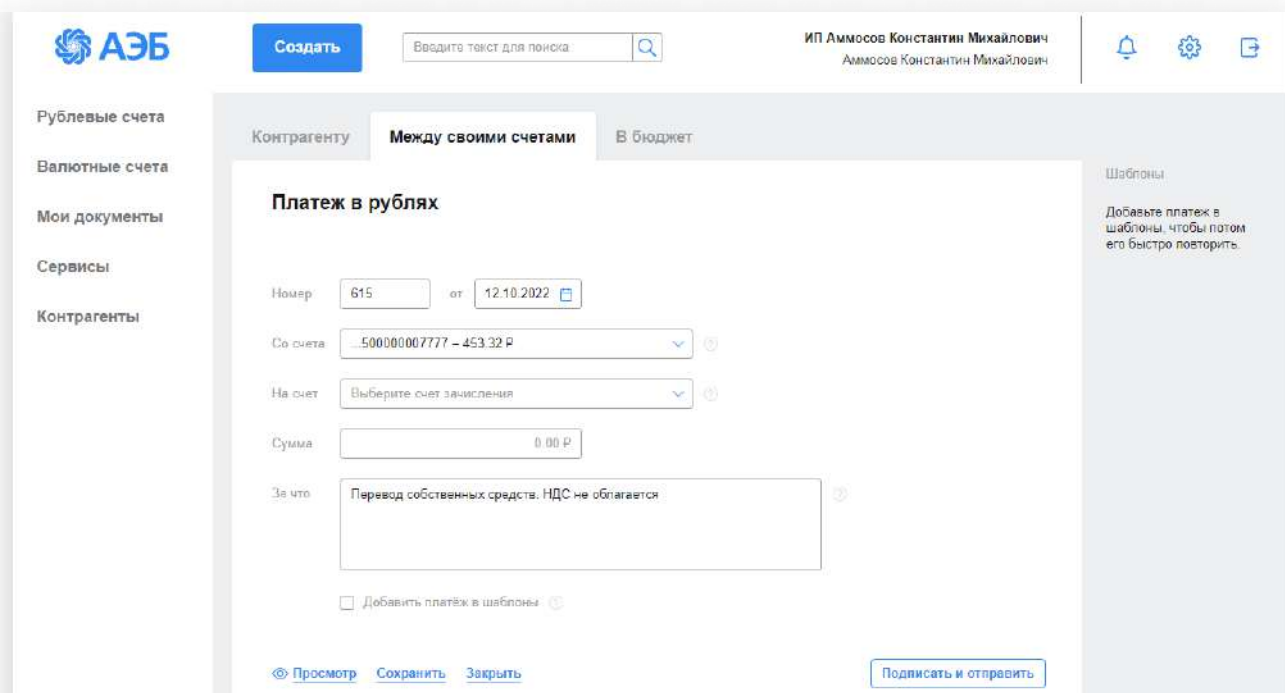 АЭБ
Создать
Введите текст для поиска
ИП Аммосов Константин Михайлович
Аммосов Константин Михайлович
Рублевые счета
Валютные счета
Мои документы
Сервисы
Контрагенты
Контрагенту
Между своими счетами
В бюджет
Платеж в рублях
Номер 615 от 12.10.2022
Со счета ...500000007777 – 453.32 ₽
На счет Выберите счет зачисления
Сумма 0.00 ₽
За что Перевод собственных средств. НДС не облагается
Добавить платёж в шаблоны
Просмотр Сохранить Закрыть
Подписать и отправить
Шаблоны
Добавьте платеж в
шаблоны, чтобы потом
его быстро повторить.